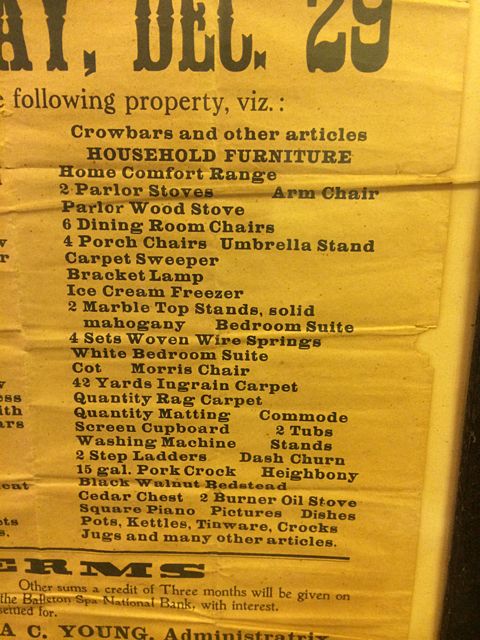 AY, DEC. 29
following property, viz.:
Crowbars and other articles
HOUSEHOLD FURNITURE
Home Comfort Range
2 Parlor Stoves Arm Chair
Parlor Wood Stove
6 Dining Room Chairs
4 Porch Chairs Umbrella Stand
Carpet Sweeper
Bracket Lamp
Ice Cream Freezer
2 Marble Top Stands, solid
mahogany Bedroom Suite
4 Sets Woven Wire Springs
White Bedroom Suite
Cot Morris Chair
42 Yards Ingrain Carpet
Quantity Rag Carpet
Quantity Matting Commode
Screen Cupboard 2 Tubs
Washing Machine Stands
2 Step Ladders Dash Churn
15 gal. Pork Crock Heighbony
Black Walnut Bedstead
Cedar Chest 2 Burner Oil Stove
Square Piano Pictures Dishes
Pots, Kettles, Tinware, Crocks
Jugs and many other articles.
ERMS
Other sums a credit of Three months will be given on
the Ballston Spa National Bank, with interest.
settled for.
A C. YOUNG, Administratrix